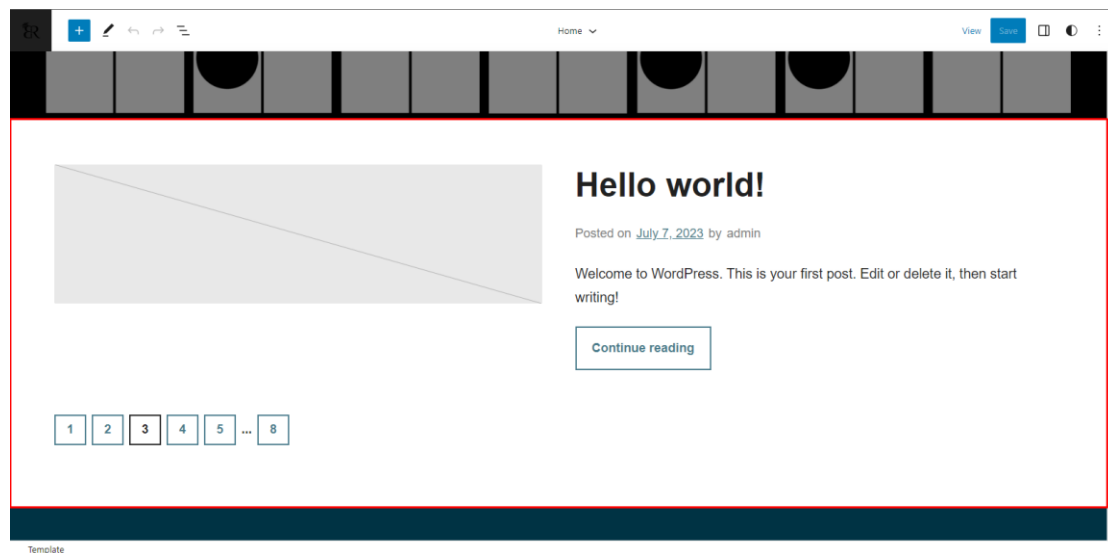 Home
View
Save
Hello world!
Posted on July 7, 2023 by admin
Welcome to WordPress. This is your first post. Edit or delete it, then start
writing!
Continue reading
1 2 3 4 5 ... 8
Template